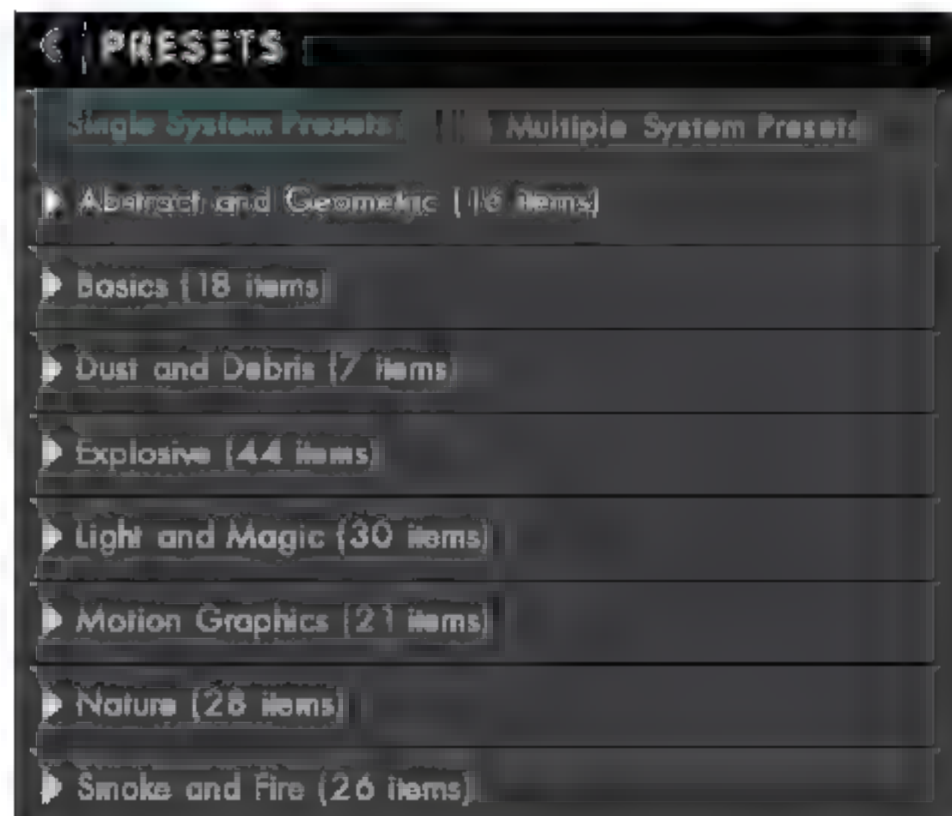 PRESETS
Single System Presets Multiple System Presets
Abstract and Geometric (16 items)
Basics (18 items)
Dust and Debris (7 items)
Explosive (44 items)
Light and Magic (30 items)
Motion Graphics (21 items)
Nature (28 items)
Smoke and Fire (26 items)